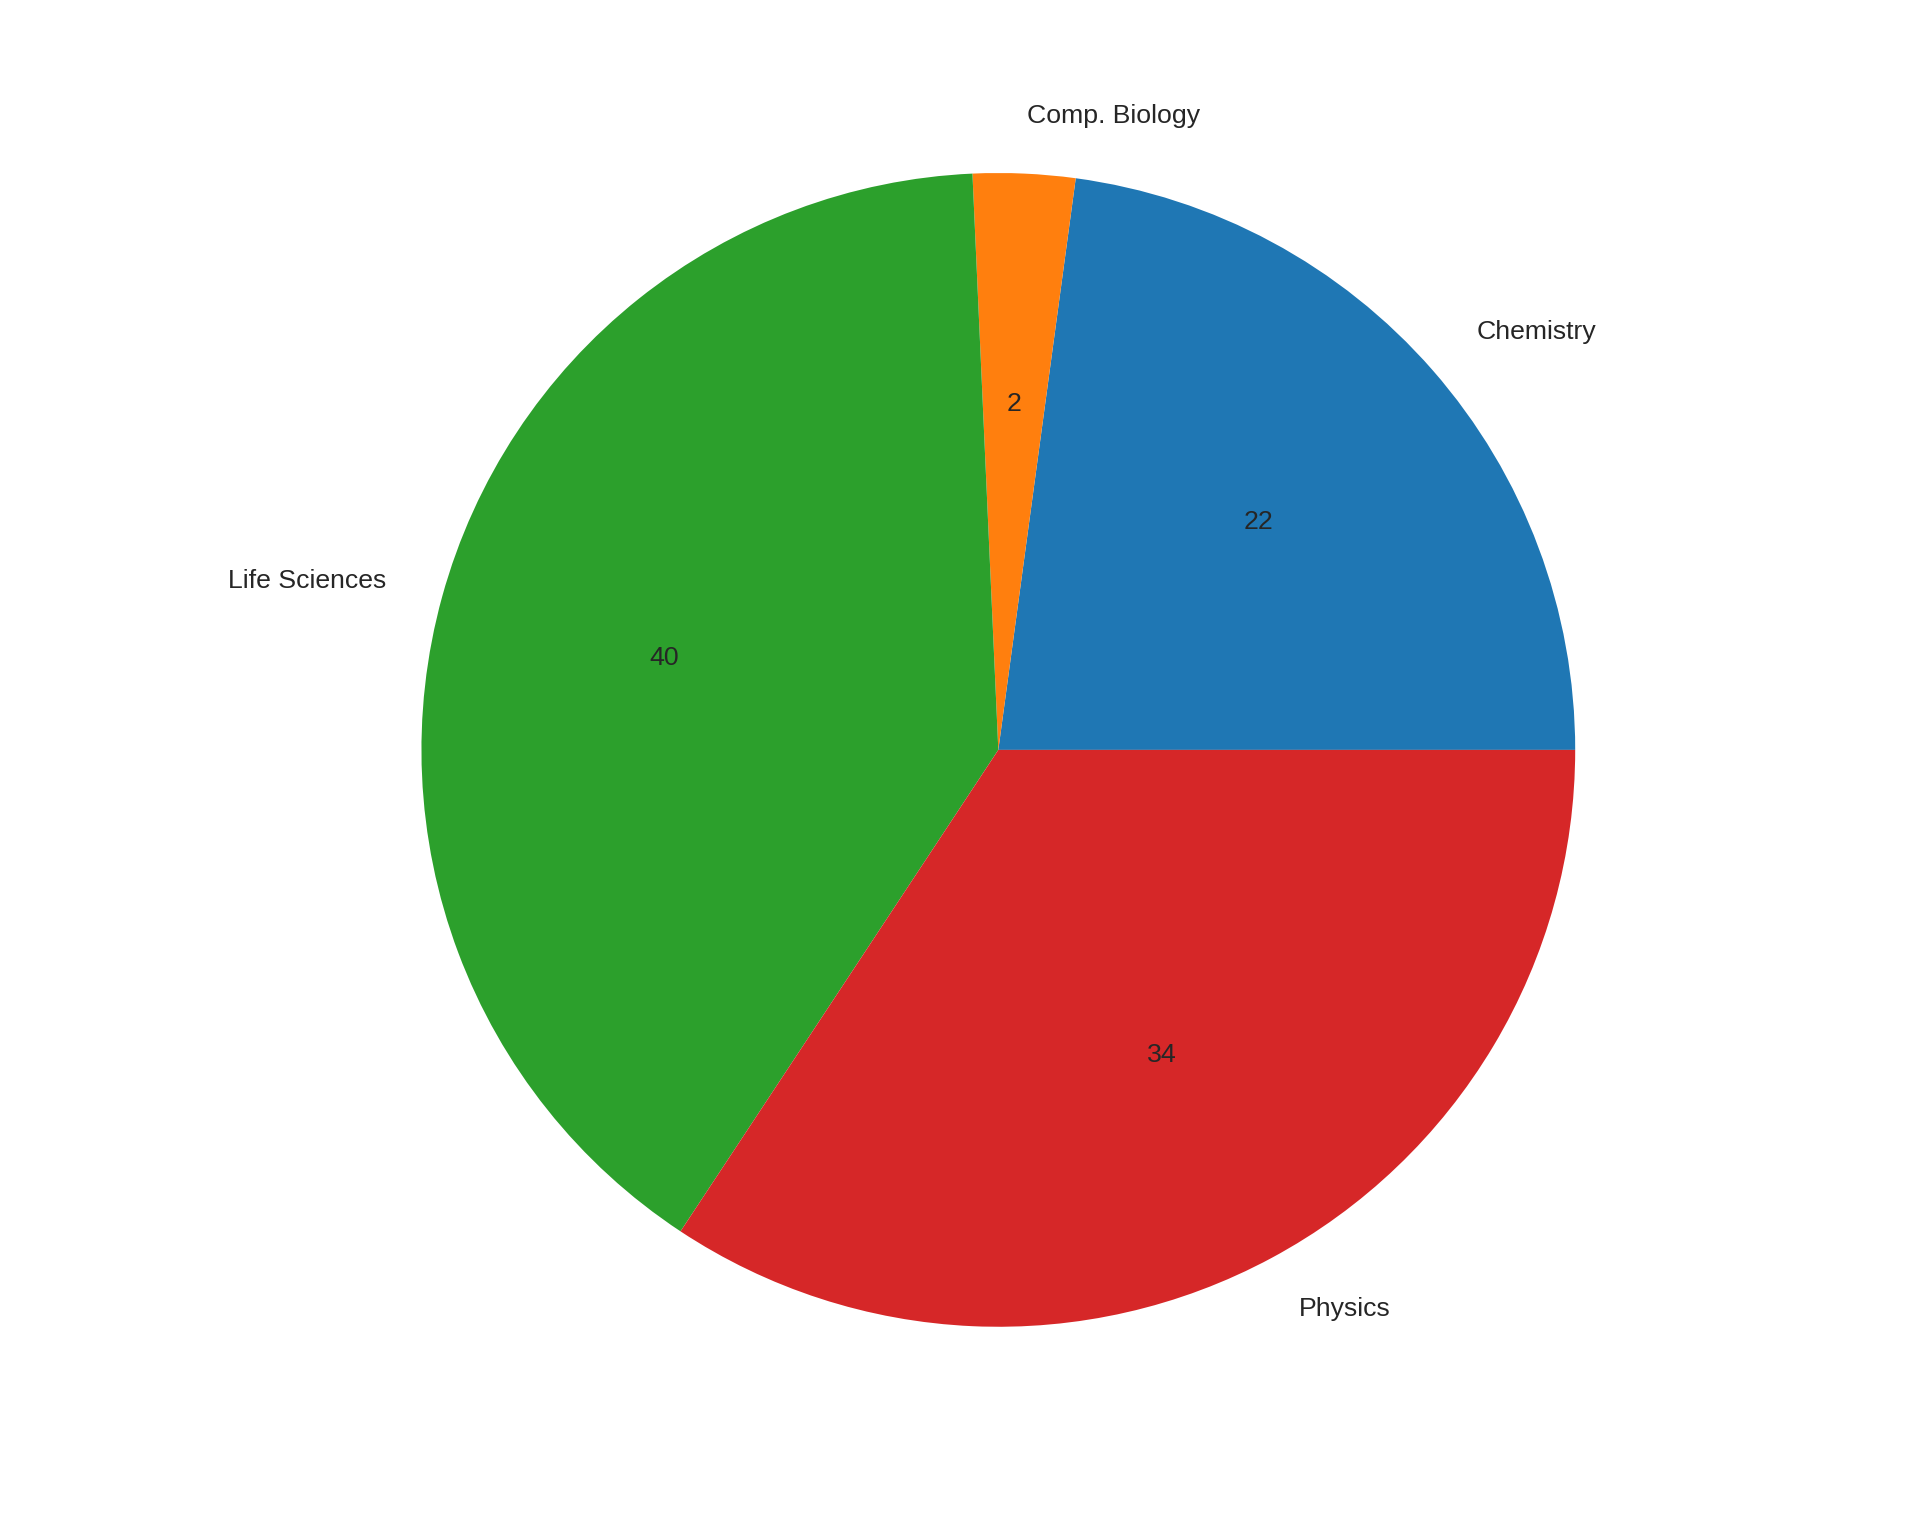 Comp. Biology
Chemistry
2
22
Life Sciences
40
34
Physics